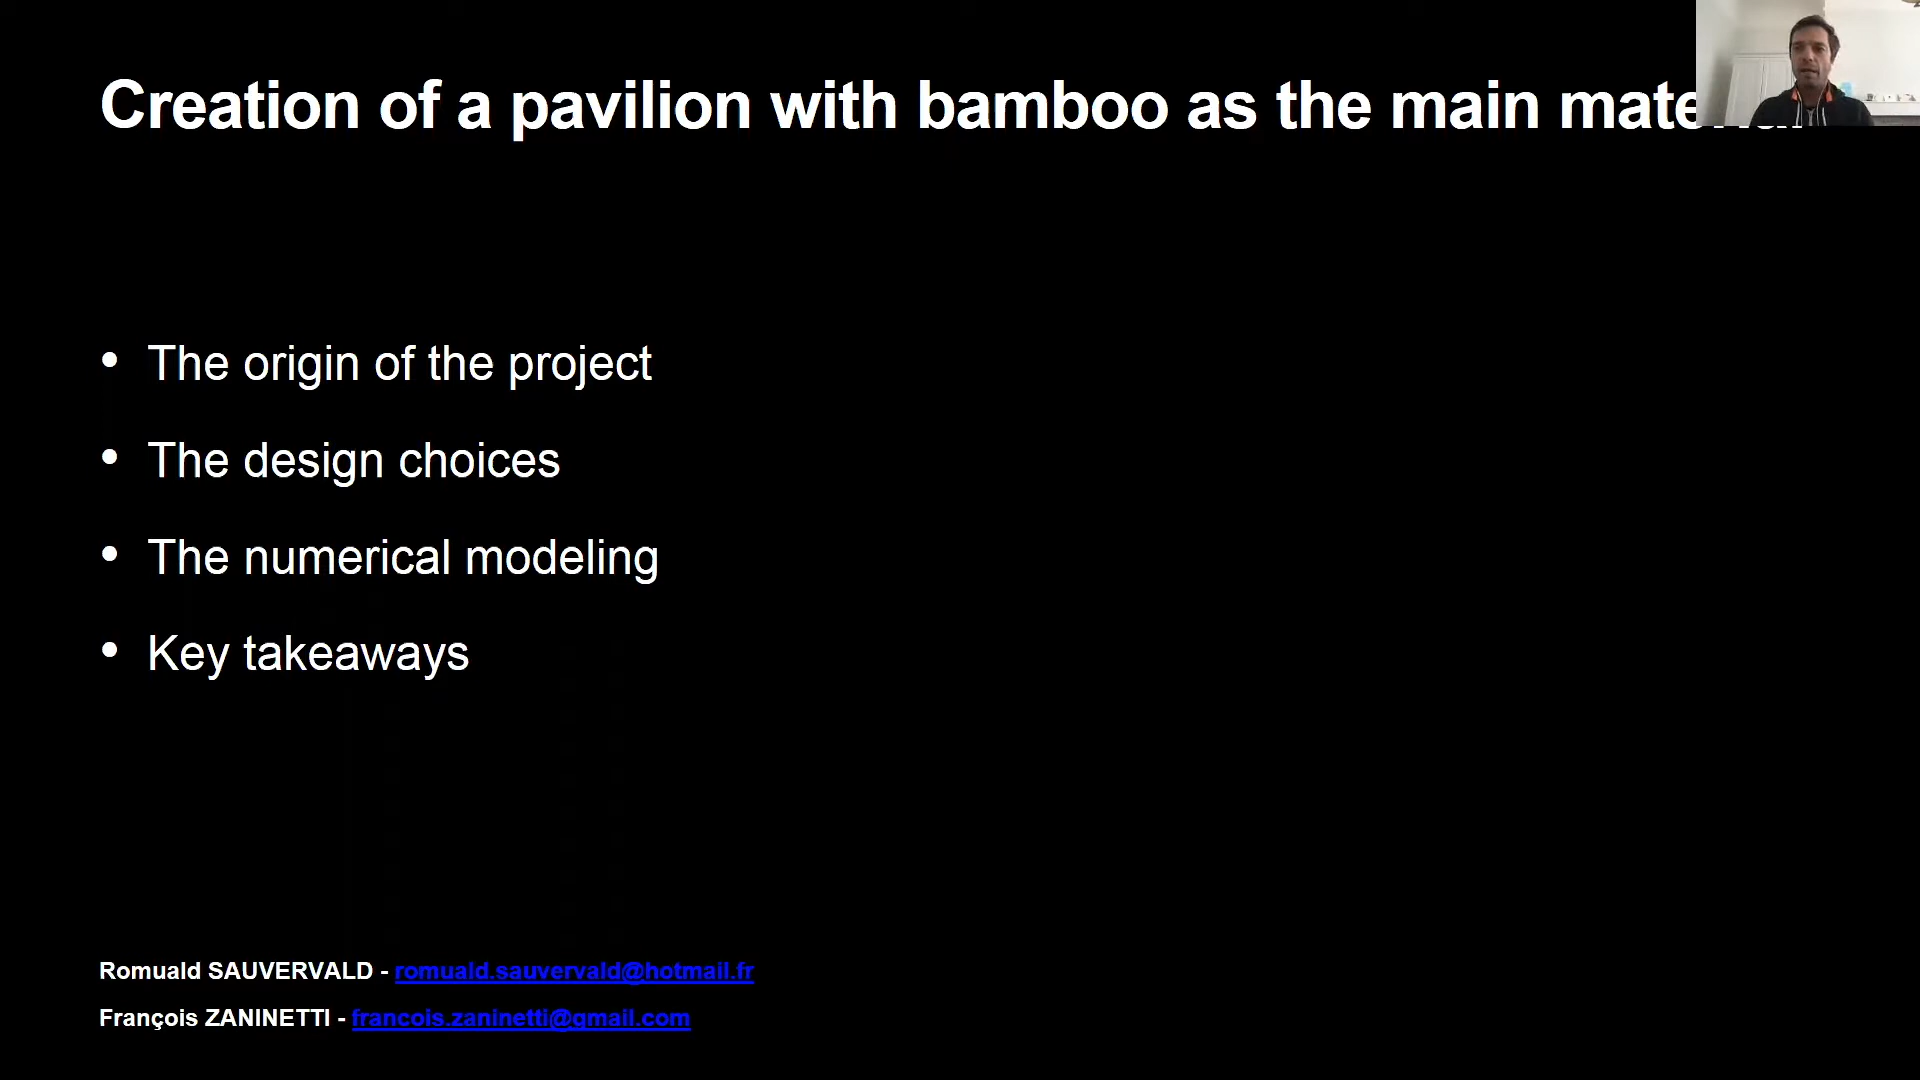 Creation of a pavilion with bamboo as the main
• The origin of the project
• The design choices
• The numerical modeling
• Key takeaways
Romuald SAUVERVALD - romuald.sauvervald@hotmail.fr
François ZANINETTI - francois.zaninetti@gmail.com